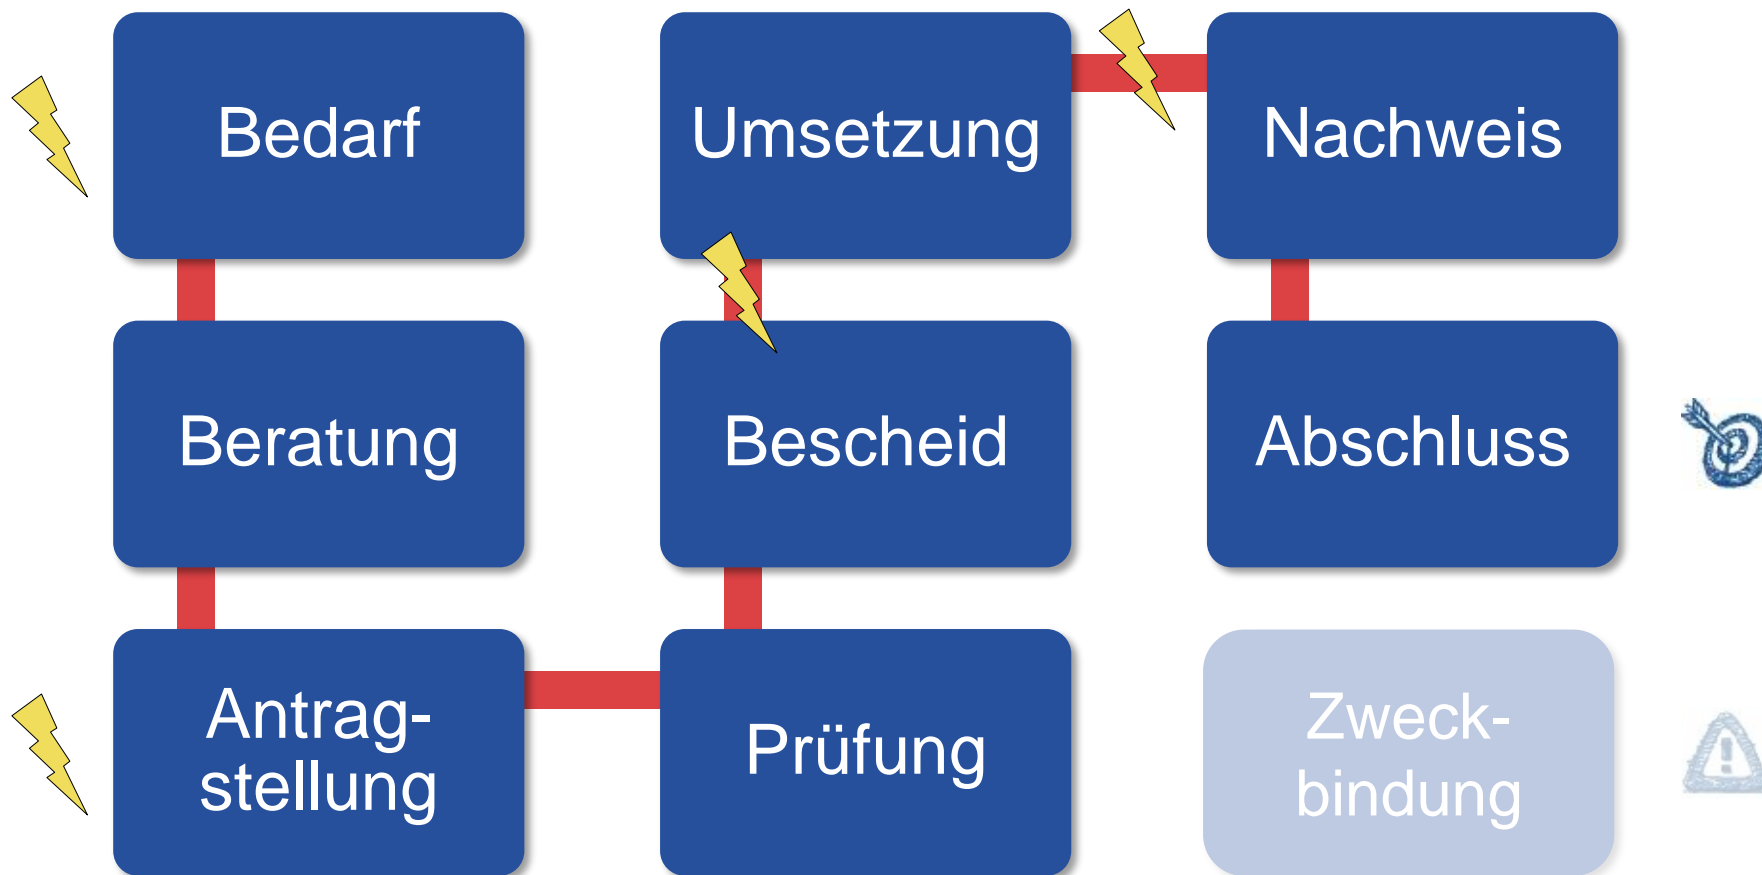 Bedarf
Beratung
Antrag-
stellung
Prüfung
Bescheid
Umsetzung
Nachweis
Abschluss
Zweck-
bindung